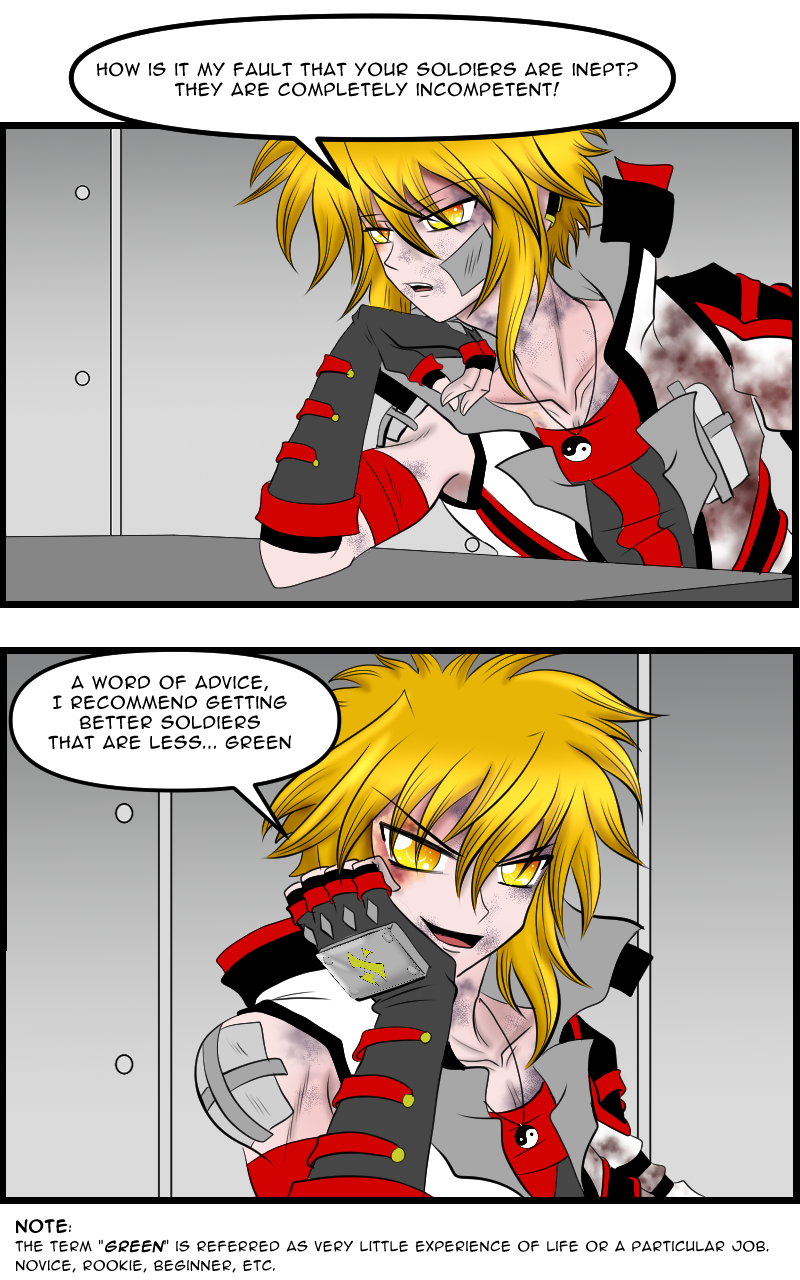 HOW IS IT MY FAULT THAT YOUR SOLDIERS ARE INEPT?
THEY ARE COMPLETELY INCOMPETENT!
A WORD OF ADVICE,
I RECOMMEND GETTING
BETTER SOLDIERS
THAT ARE LESS... GREEN
NOTE:
THE TERM "GREEN" IS REFERRED AS VERY LITTLE EXPERIENCE OF LIFE OR A PARTICULAR JOB.
NOVICE, ROOKIE, BEGINNER, ETC.